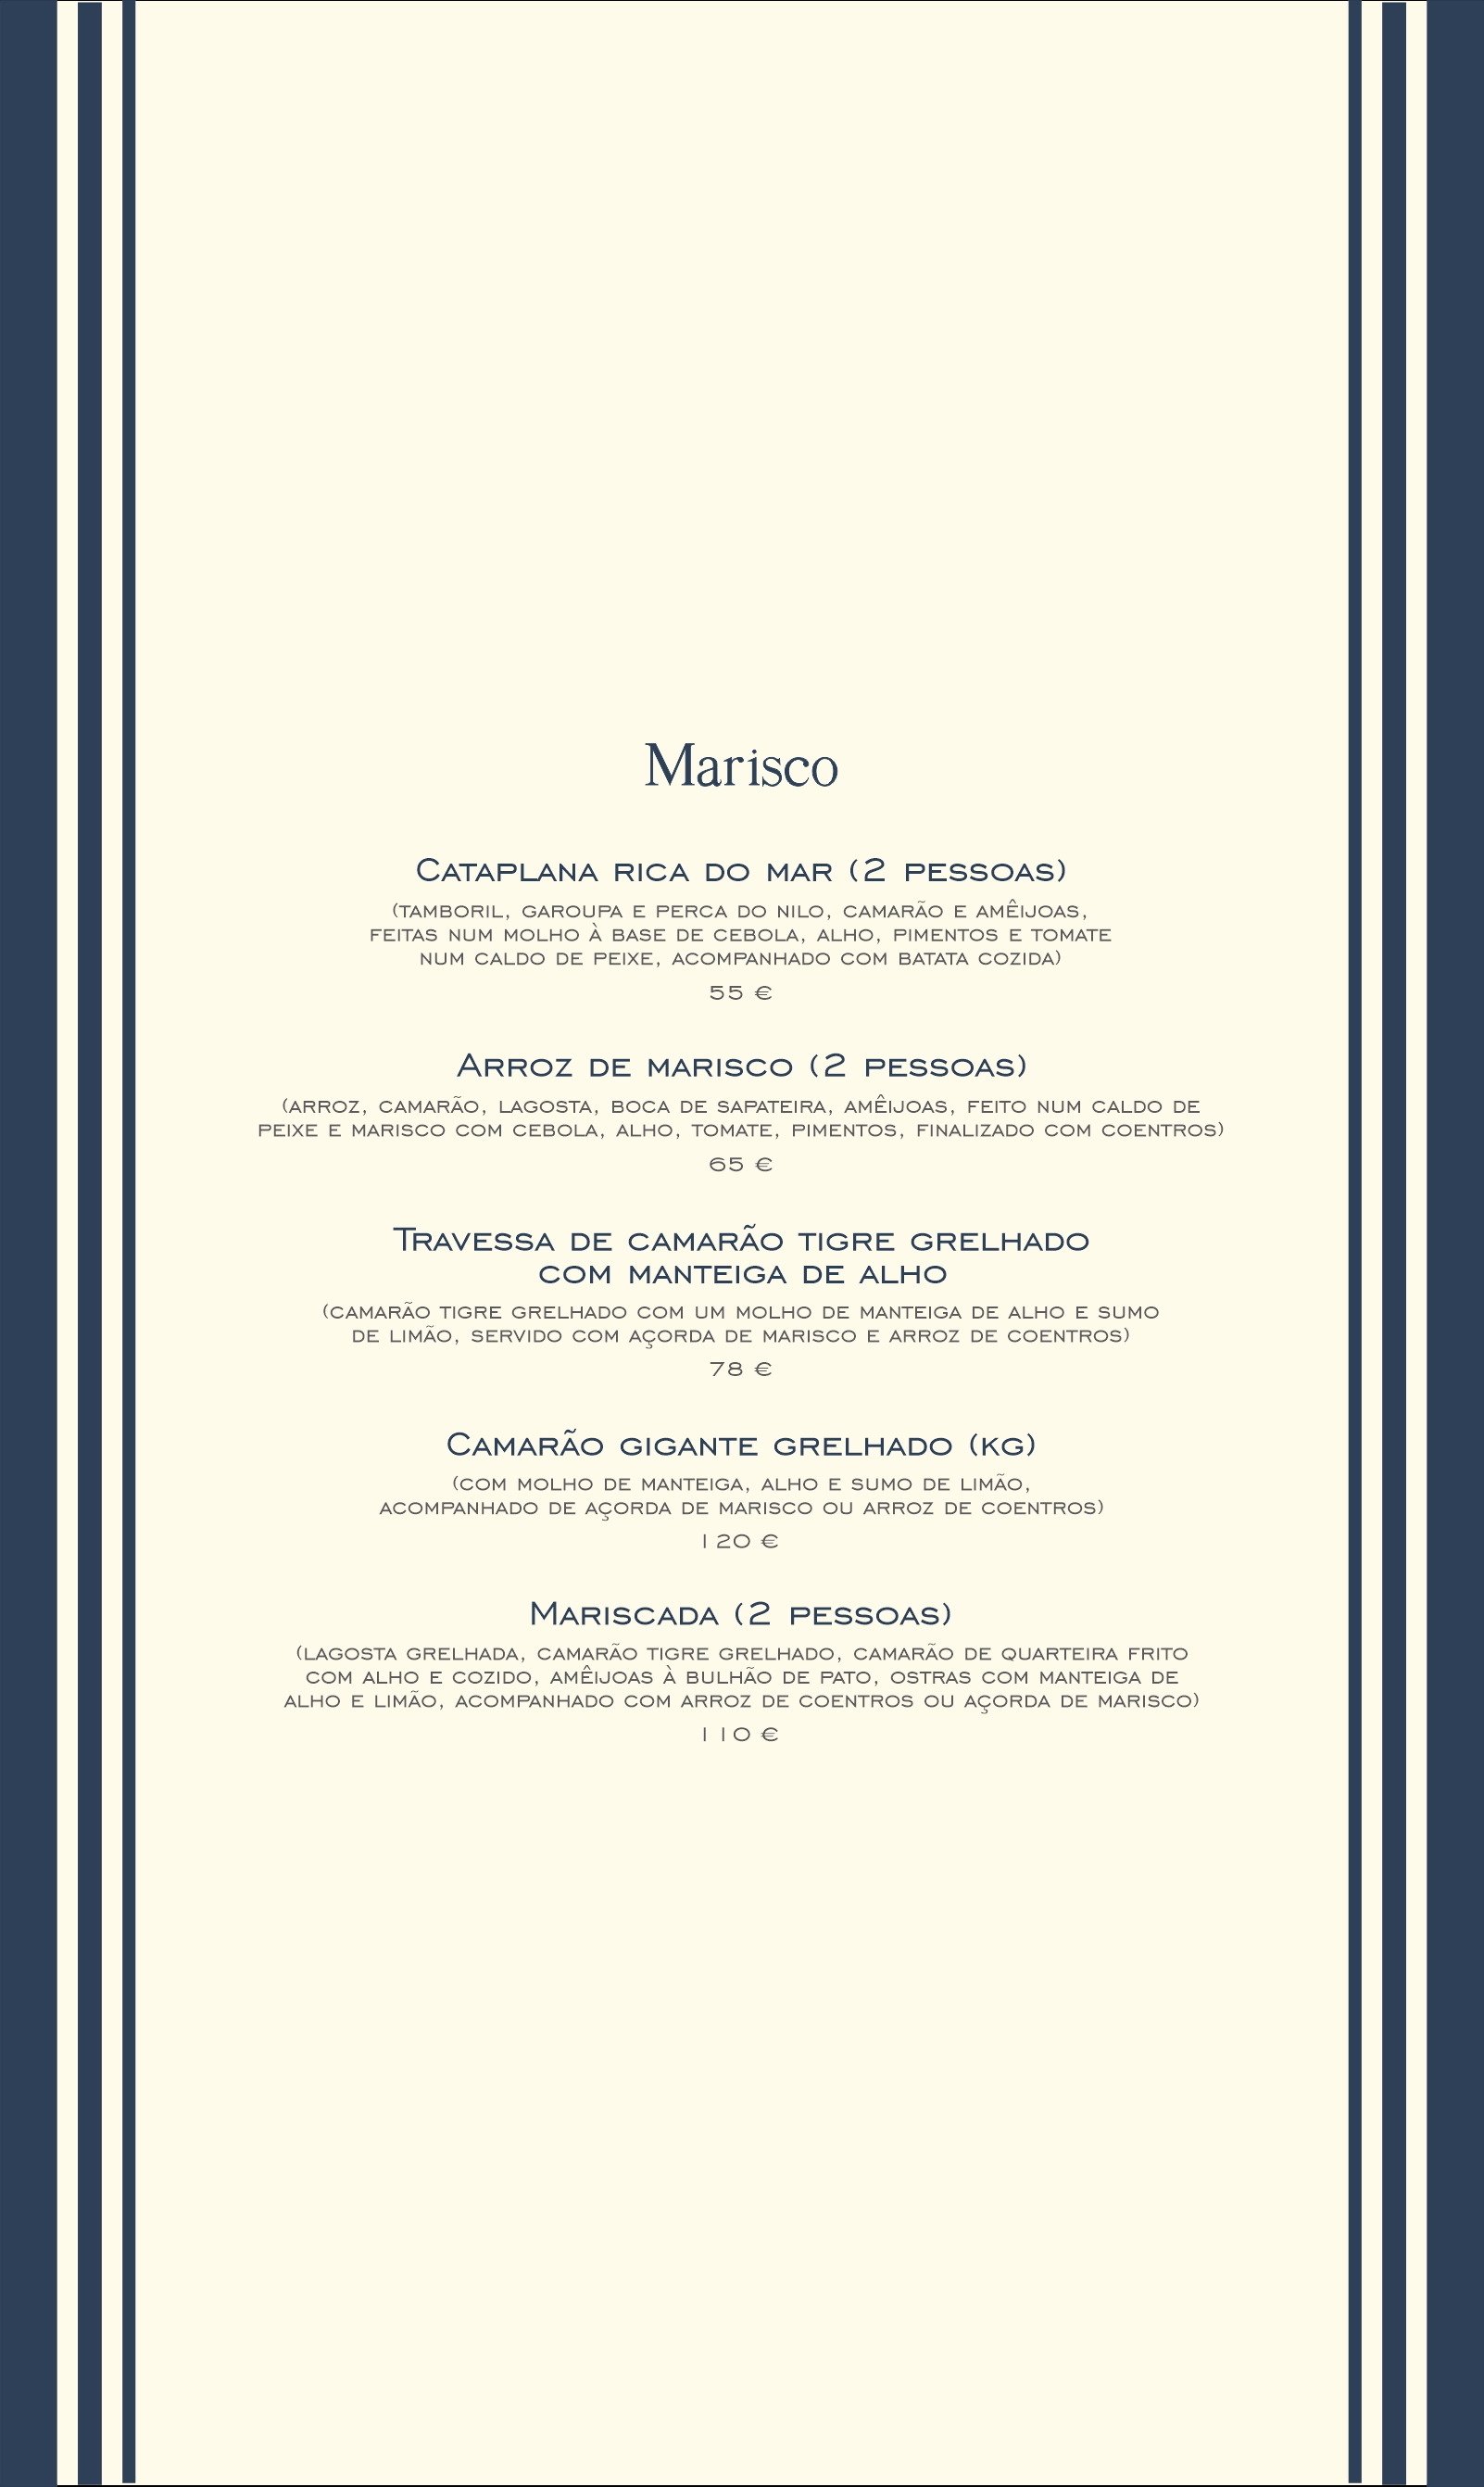 Marisco
Cataplana rica do mar (2 pessoas)
(tamboril, garoupa e perca do nilo, camarão e amêijoas,
feitas num molho à base de cebola, alho, pimentos e tomate
num caldo de peixe, acompanhado com batata cozida)
55 €
Arroz de marisco (2 pessoas)
(arroz, camarão, lagosta, boca de sapateira, amêijoas, feito num caldo de
peixe e marisco com cebola, alho, tomate, pimentos, finalizado com coentros)
65 €
Travessa de camarão tigre grelhado
com manteiga de alho
(camarão tigre grelhado com um molho de manteiga de alho e sumo
de limão, servido com açorda de marisco e arroz de coentros)
78 €
Camarão gigante grelhado (kg)
(com molho de manteiga, alho e sumo de limão,
acompanhado de açorda de marisco ou arroz de coentros)
120 €
Mariscada (2 pessoas)
(lagosta grelhada, camarão tigre grelhado, camarão de quarteira frito
com alho e cozido, amêijoas à bulhão de pato, ostras com manteiga de
alho e limão, acompanhado com arroz de coentros ou açorda de marisco)
110 €